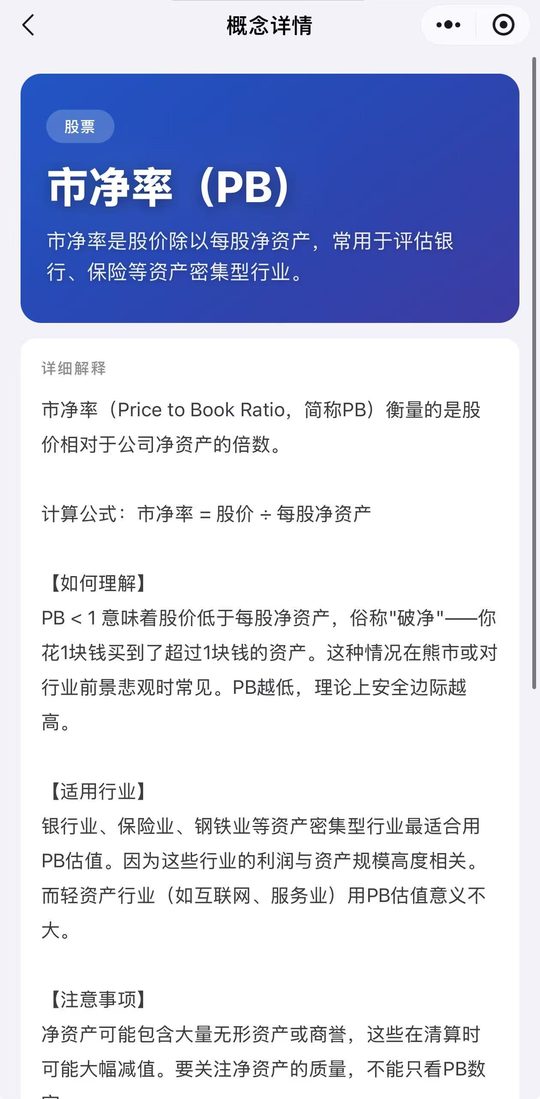 概念详情
股票
市净率（PB）
市净率是股价除以每股净资产，常用于评估银
行、保险等资产密集型行业。
详细解释
市净率（Price to Book Ratio，简称PB）衡量的是股
价相对于公司净资产的倍数。
计算公式：市净率 = 股价 ÷ 每股净资产
【如何理解】
PB < 1 意味着股价低于每股净资产，俗称"破净"——你
花1块钱买到了超过1块钱的资产。这种情况在熊市或对
行业前景悲观时常见。PB越低，理论上安全边际越
高。
【适用行业】
银行业、保险业、钢铁业等资产密集型行业最适合用
PB估值。因为这些行业的利润与资产规模高度相关。
而轻资产行业（如互联网、服务业）用PB估值意义不
大。
【注意事项】
净资产可能包含大量无形资产或商誉，这些在清算时
可能大幅减值。要关注净资产的质量，不能只看PB数